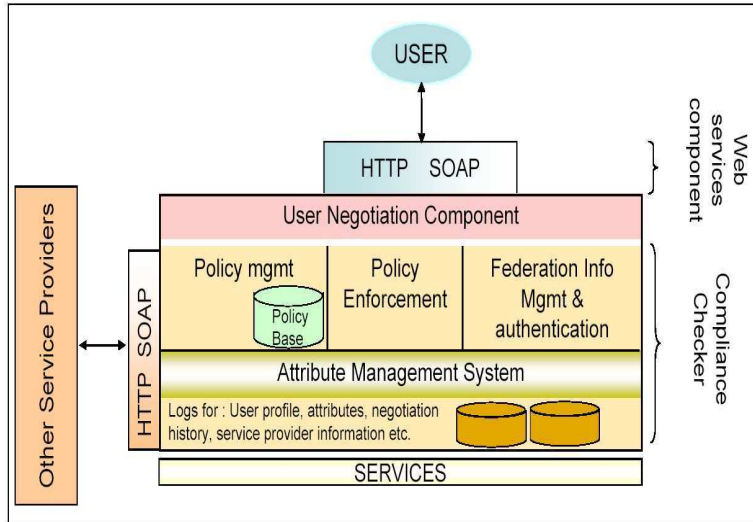 USER
HTTP SOAP
Web
services
component
User Negotiation Component
Other Service Providers
HTTP SOAP
Policy mgmt
Policy
Base
Policy
Enforcement
Federation Info
Mgmt &
authentication
Compliance
Checker
Attribute Management System
Logs for : User profile, attributes, negotiation
history, service provider information etc.
SERVICES